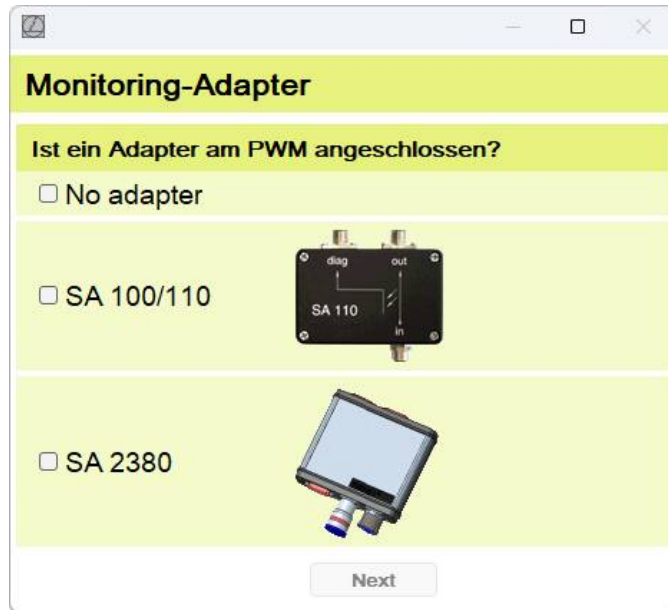 Monitoring-Adapter
Ist ein Adapter am PWM angeschlossen?
No adapter
SA 100/110
diag out
SA 110
in
SA 2380
Next